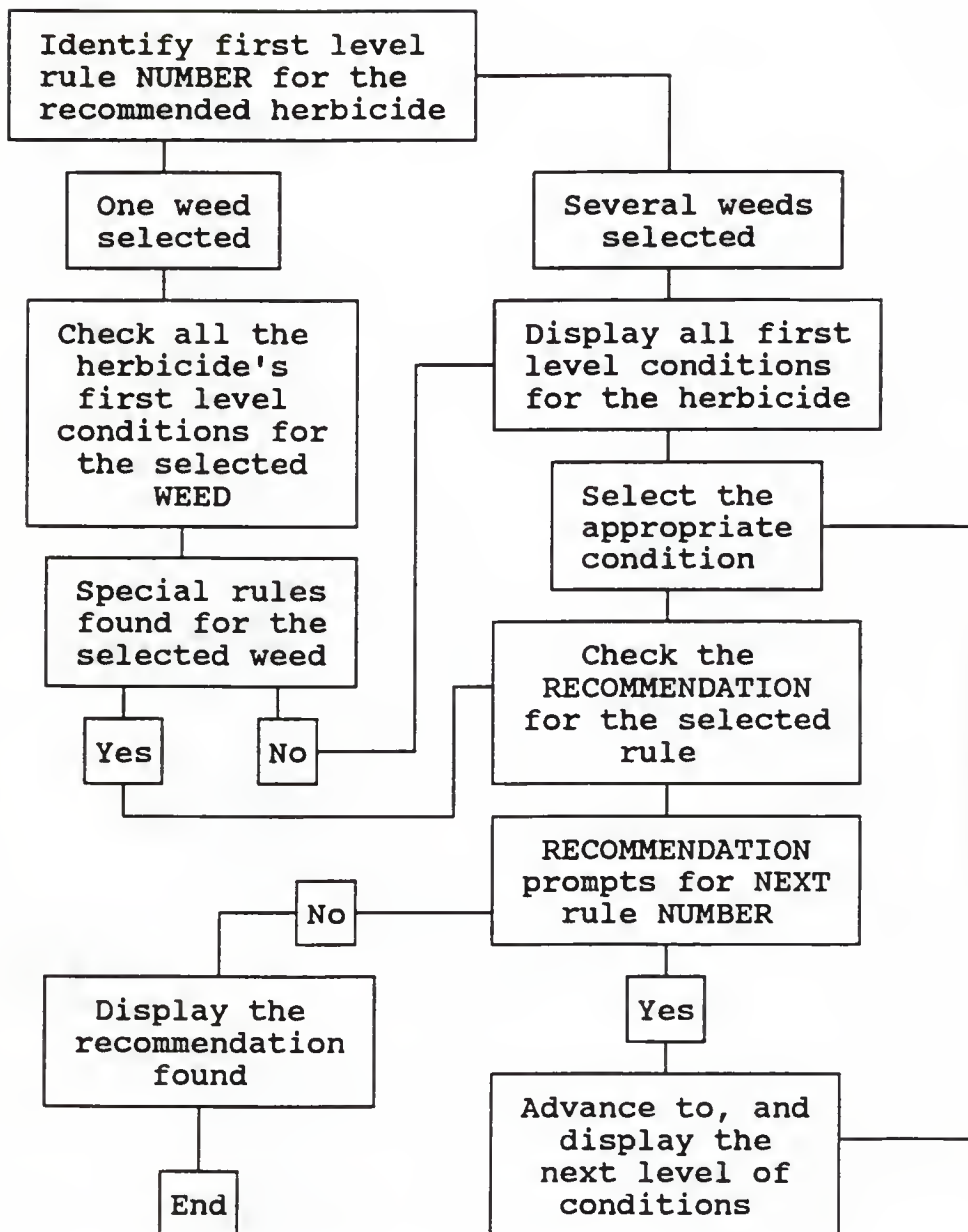 Identify first level
rule NUMBER for the
recommended herbicide
One weed
selected
Several weeds
selected
Check all the
herbicide's
first level
conditions for
the selected
WEED
Display all first
level conditions
for the herbicide
Select the
appropriate
condition
Special rules
found for the
selected weed
Yes
No
Check the
RECOMMENDATION
for the selected
rule
RECOMMENDATION
prompts for NEXT
rule NUMBER
No
Yes
Display the
recommendation
found
End
Advance to, and
display the
next level of
conditions